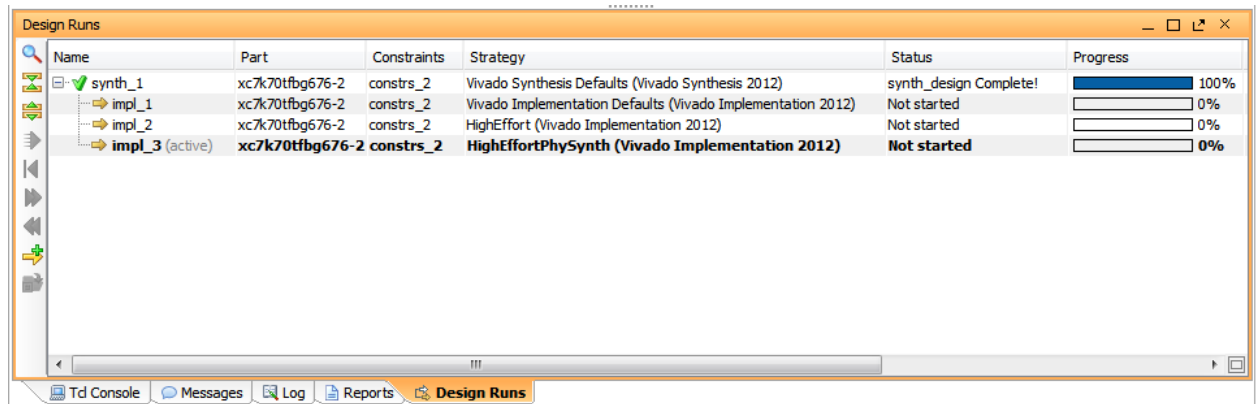 Design Runs
Name Part Constraints Strategy Status Progress
synth_1 xc7k70tfbg676-2 constrs_2 Vivado Synthesis Defaults (Vivado Synthesis 2012) synth_design Complete! 100%
impl_1 xc7k70tfbg676-2 constrs_2 Vivado Implementation Defaults (Vivado Implementation 2012) Not started 0%
impl_2 xc7k70tfbg676-2 constrs_2 HighEffort (Vivado Implementation 2012) Not started 0%
impl_3 (active) xc7k70tfbg676-2 constrs_2 HighEffortPhySynth (Vivado Implementation 2012) Not started 0%
Tcl Console Messages Log Reports Design Runs